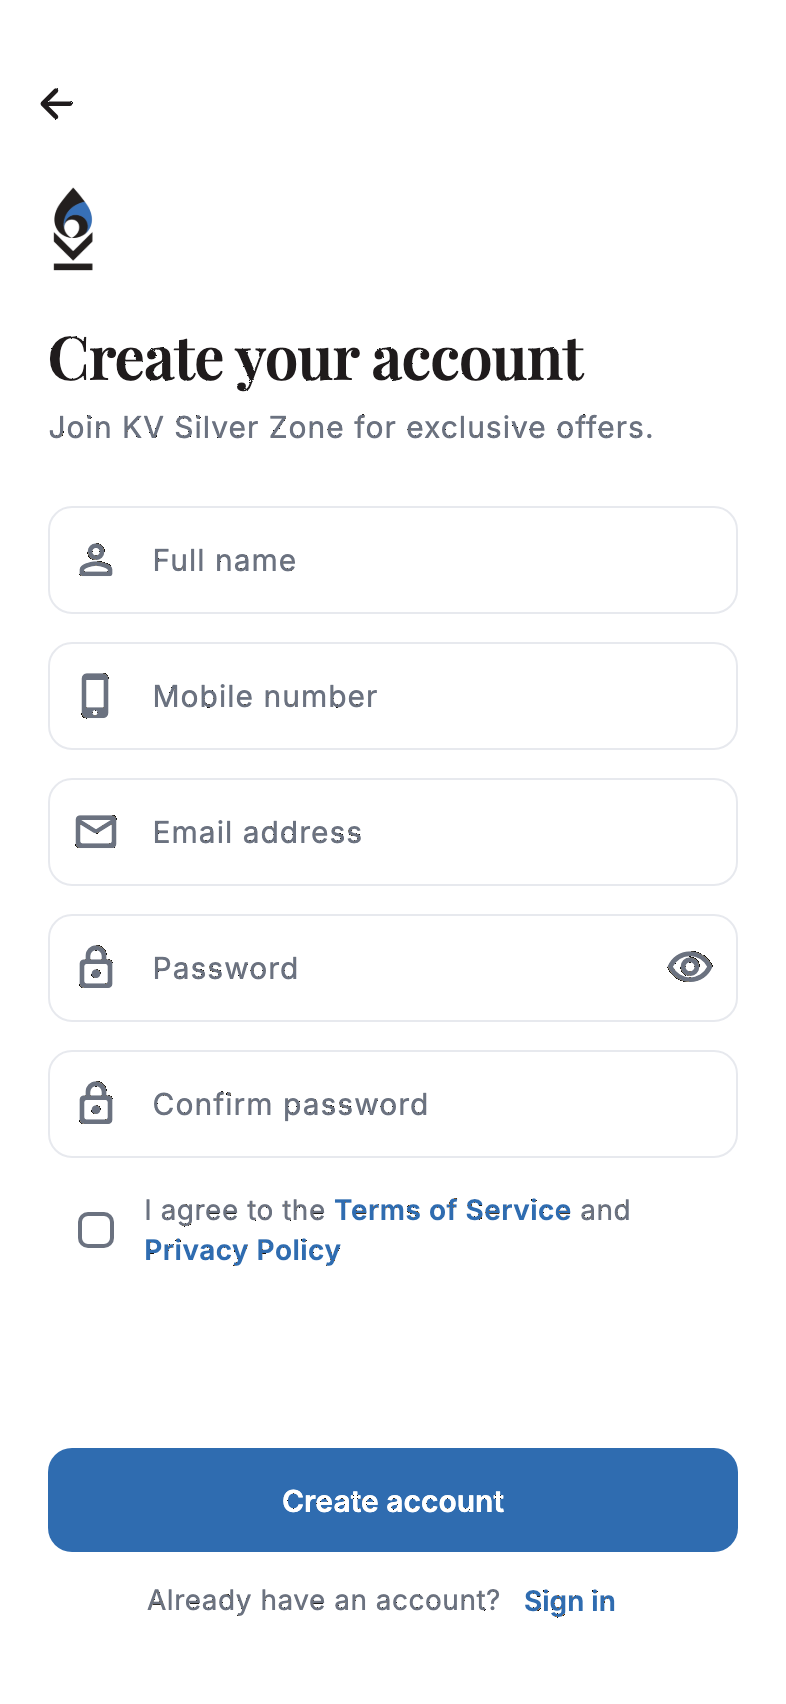 Create your account
Join KV Silver Zone for exclusive offers.
Full name
Mobile number
Email address
Password
Confirm password
I agree to the Terms of Service and
Privacy Policy
Create account
Already have an account? Sign in